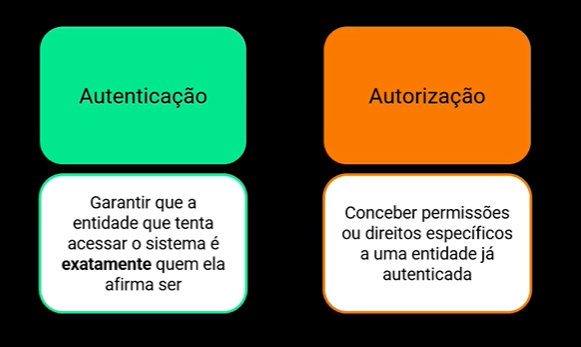 Autenticação
Autorização
Garantir que a
entidade que tenta
acessar o sistema é
exatamente quem ela
afirma ser
Conceber permissões
ou direitos específicos
a uma entidade já
autenticada